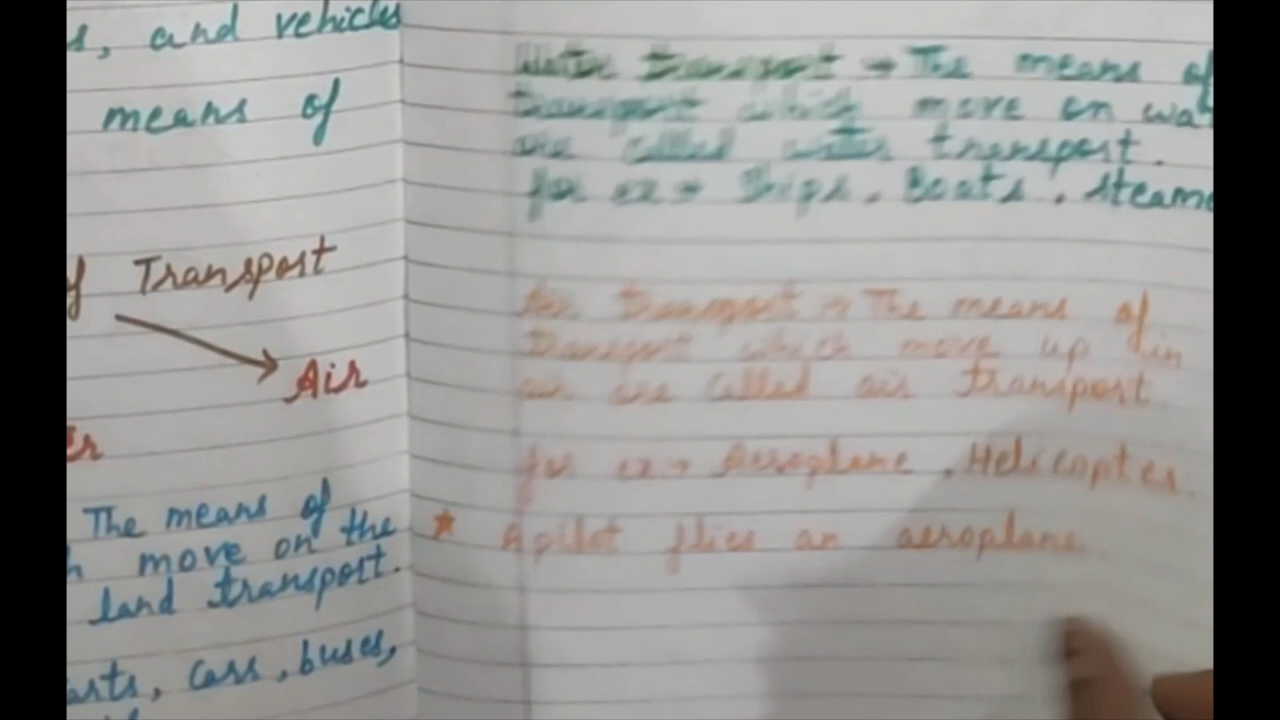 s, and vehicles
means of
f Transport
Air
er
The means of
h move on the
land transport.
arts, Cars, buses,
Water transport → The means of
transport which move on wat
are called water transport.
for ex → Ships, Boats, Steame
Air transport → The means of
transport which move up in
air are called air transport
for ex → Aeroplane, Helicopter.
* A pilot flies an aeroplane